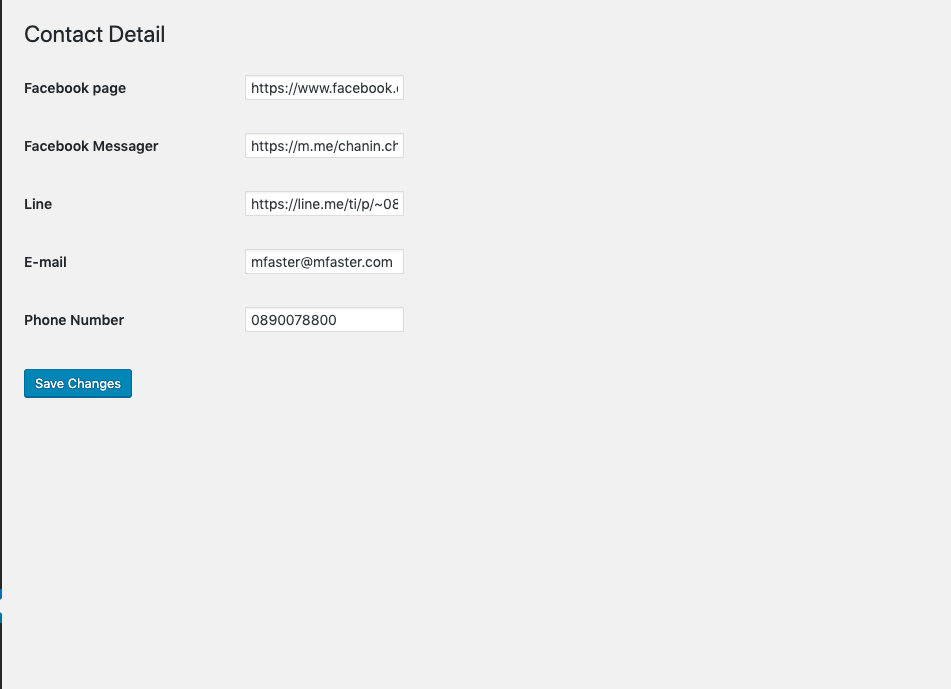 Contact Detail
Facebook page
https://www.facebook.
Facebook Messager
https://m.me/chanin.ch
Line
https://line.me/ti/p/~08
E-mail
mfaster@mfaster.com
Phone Number
0890078800
Save Changes